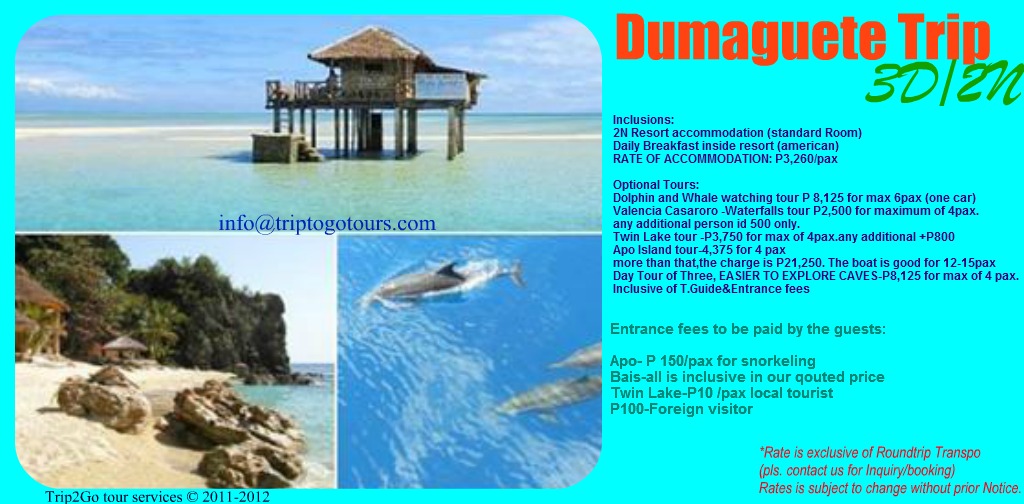 Dumaguete Trip
3D/2N
Inclusions:
2N Resort accommodation (standard Room)
Daily Breakfast inside resort (american)
RATE OF ACCOMMODATION: P3,260/pax
Optional Tours:
Dolphin and Whale watching tour P 8,125 for max 6pax (one car)
Valencia Casaroro -Waterfalls tour P2,500 for maximum of 4pax.
any additional person id 500 only.
Twin Lake tour -P3,750 for max of 4pax.any additional +P800
Apo Island tour-4,375 for 4 pax
more than that,the charge is P21,250. The boat is good for 12-15pax
Day Tour of Three, EASIER TO EXPLORE CAVES-P8,125 for max of 4 pax.
Inclusive of T.Guide&Entrance fees
Entrance fees to be paid by the guests:
Apo- P 150/pax for snorkeling
Bais-all is inclusive in our qouted price
Twin Lake-P10 /pax local tourist
P100-Foreign visitor
*Rate is exclusive of Roundtrip Transpo
(pls. contact us for Inquiry/booking)
Rates is subject to change without prior Notice.
info@triptogotours.com
Trip2Go tour services © 2011-2012